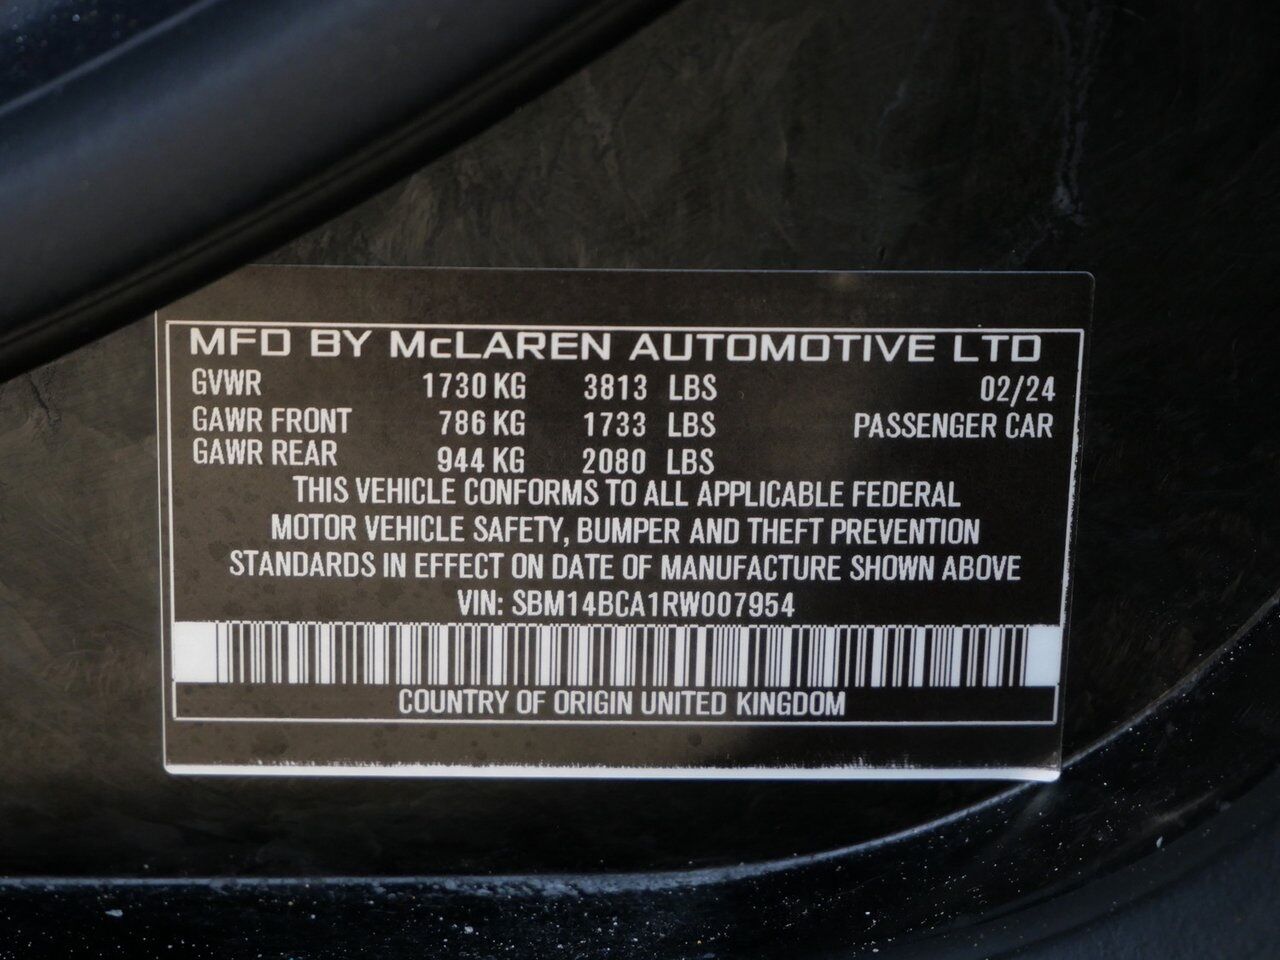 MFD BY McLAREN AUTOMOTIVE LTD
GVWR 1730 KG 3813 LBS 02/24
GAWR FRONT 786 KG 1733 LBS PASSENGER CAR
GAWR REAR 944 KG 2080 LBS
THIS VEHICLE CONFORMS TO ALL APPLICABLE FEDERAL
MOTOR VEHICLE SAFETY, BUMPER AND THEFT PREVENTION
STANDARDS IN EFFECT ON DATE OF MANUFACTURE SHOWN ABOVE
VIN: SBM14BCA1RW007954
COUNTRY OF ORIGIN UNITED KINGDOM